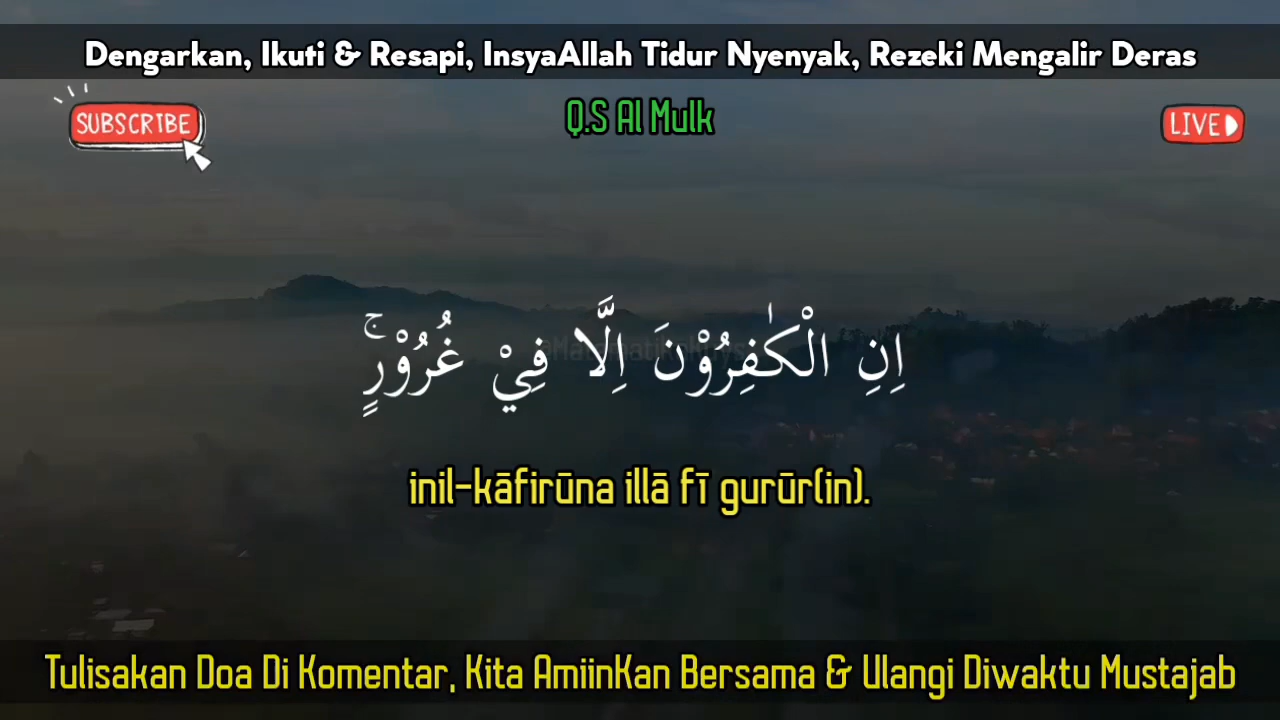 Dengarkan, Ikuti & Resapi, InsyaAllah Tidur Nyenyak, Rezeki Mengalir Deras
SUBSCRIBE
Q.S Al Mulk
LIVE
اِنِ الْكٰفِرُوْنَ اِلَّا فِيْ غُرُوْرٍۚ
inil-kāfirūna illā fī gurūr(in).
Tulisakan Doa Di Komentar, Kita AmiinKan Bersama & Ulangi Diwaktu Mustajab